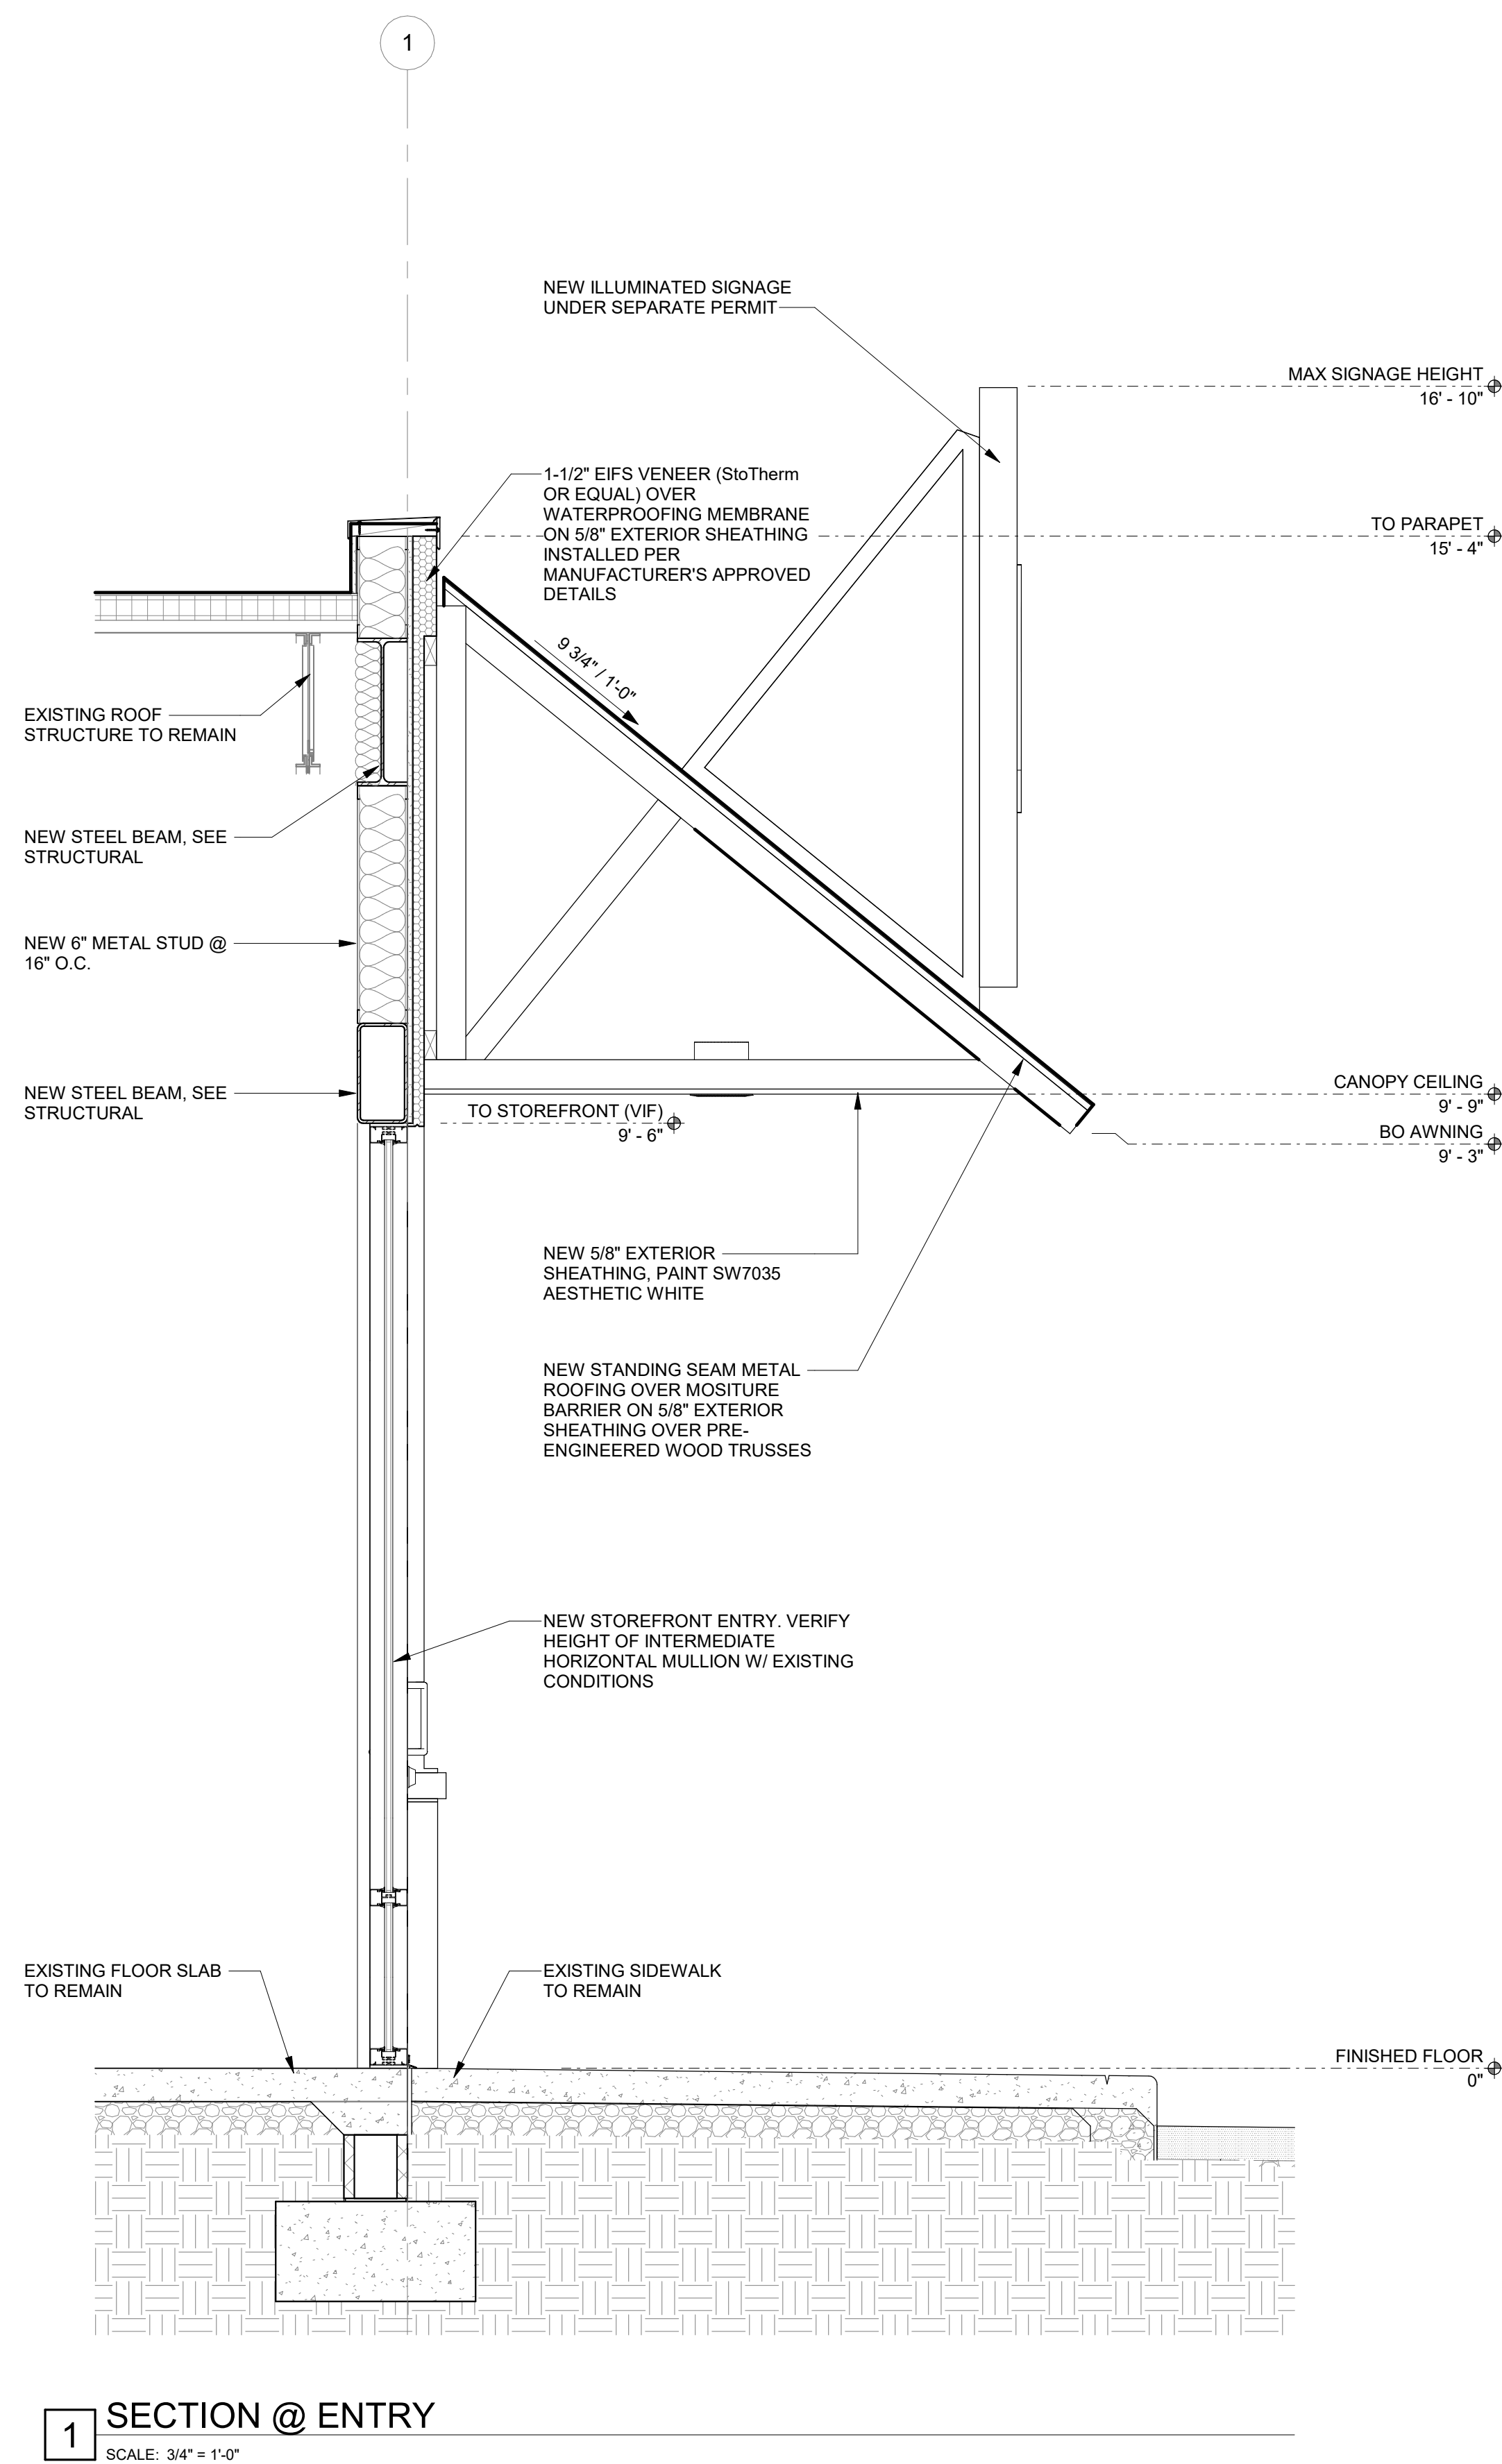 1
NEW ILLUMINATED SIGNAGE
UNDER SEPARATE PERMIT
MAX SIGNAGE HEIGHT
16' - 10"
1-1/2" EIFS VENEER (StoTherm
OR EQUAL) OVER
WATERPROOFING MEMBRANE
ON 5/8" EXTERIOR SHEATHING
INSTALLED PER
MANUFACTURER'S APPROVED
DETAILS
TO PARAPET
15' - 4"
9 3/4" / 1'-0"
EXISTING ROOF
STRUCTURE TO REMAIN
NEW STEEL BEAM, SEE
STRUCTURAL
NEW 6" METAL STUD @
16" O.C.
NEW STEEL BEAM, SEE
STRUCTURAL
TO STOREFRONT (VIF)
9' - 6"
CANOPY CEILING
9' - 9"
BO AWNING
9' - 3"
NEW 5/8" EXTERIOR
SHEATHING, PAINT SW7035
AESTHETIC WHITE
NEW STANDING SEAM METAL
ROOFING OVER MOSITURE
BARRIER ON 5/8" EXTERIOR
SHEATHING OVER PRE-
ENGINEERED WOOD TRUSSES
NEW STOREFRONT ENTRY. VERIFY
HEIGHT OF INTERMEDIATE
HORIZONTAL MULLION W/ EXISTING
CONDITIONS
EXISTING FLOOR SLAB
TO REMAIN
EXISTING SIDEWALK
TO REMAIN
FINISHED FLOOR
0"
1
SECTION @ ENTRY
SCALE: 3/4" = 1'-0"